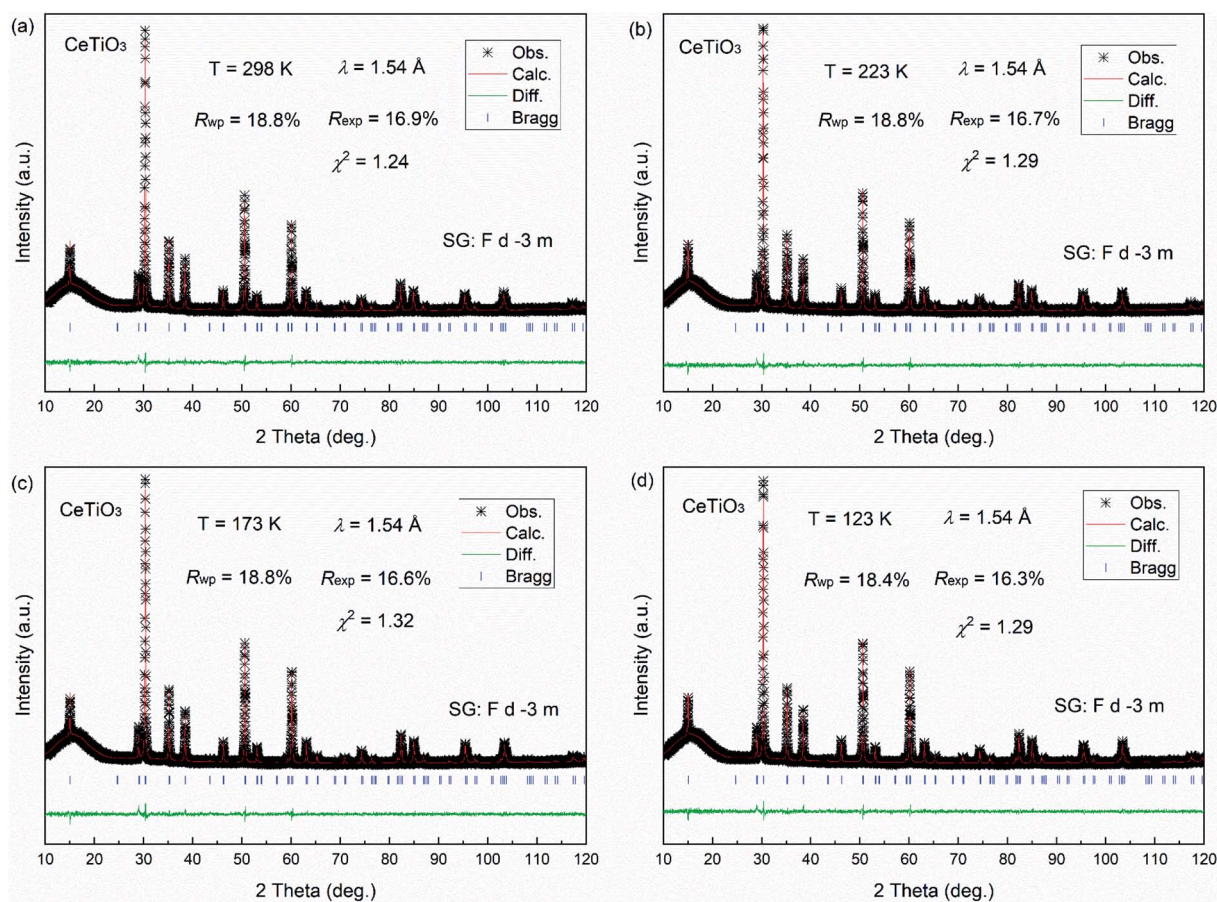 (a)
CeTiO₃
T = 298 K λ = 1.54 Å
Rwp = 18.8% Rexp = 16.9%
χ² = 1.24
SG: F d -3 m
Obs.
Calc.
Diff.
Bragg
Intensity (a.u.)
10 20 30 40 50 60 70 80 90 100 110 120
2 Theta (deg.)
(b)
CeTiO₃
T = 223 K λ = 1.54 Å
Rwp = 18.8% Rexp = 16.7%
χ² = 1.29
SG: F d -3 m
Obs.
Calc.
Diff.
Bragg
Intensity (a.u.)
10 20 30 40 50 60 70 80 90 100 110 120
2 Theta (deg.)
(c)
CeTiO₃
T = 173 K λ = 1.54 Å
Rwp = 18.8% Rexp = 16.6%
χ² = 1.32
SG: F d -3 m
Obs.
Calc.
Diff.
Bragg
Intensity (a.u.)
10 20 30 40 50 60 70 80 90 100 110 120
2 Theta (deg.)
(d)
CeTiO₃
T = 123 K λ = 1.54 Å
Rwp = 18.4% Rexp = 16.3%
χ² = 1.29
SG: F d -3 m
Obs.
Calc.
Diff.
Bragg
Intensity (a.u.)
10 20 30 40 50 60 70 80 90 100 110 120
2 Theta (deg.)